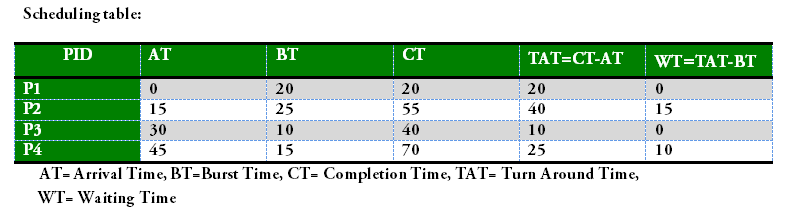 Scheduling table:
PID AT BT CT TAT=CT-AT WT=TAT-BT
P1 0 20 20 20 0
P2 15 25 55 40 15
P3 30 10 40 10 0
P4 45 15 70 25 10
AT= Arrival Time, BT=Burst Time, CT= Completion Time, TAT= Turn Around Time,
WT= Waiting Time